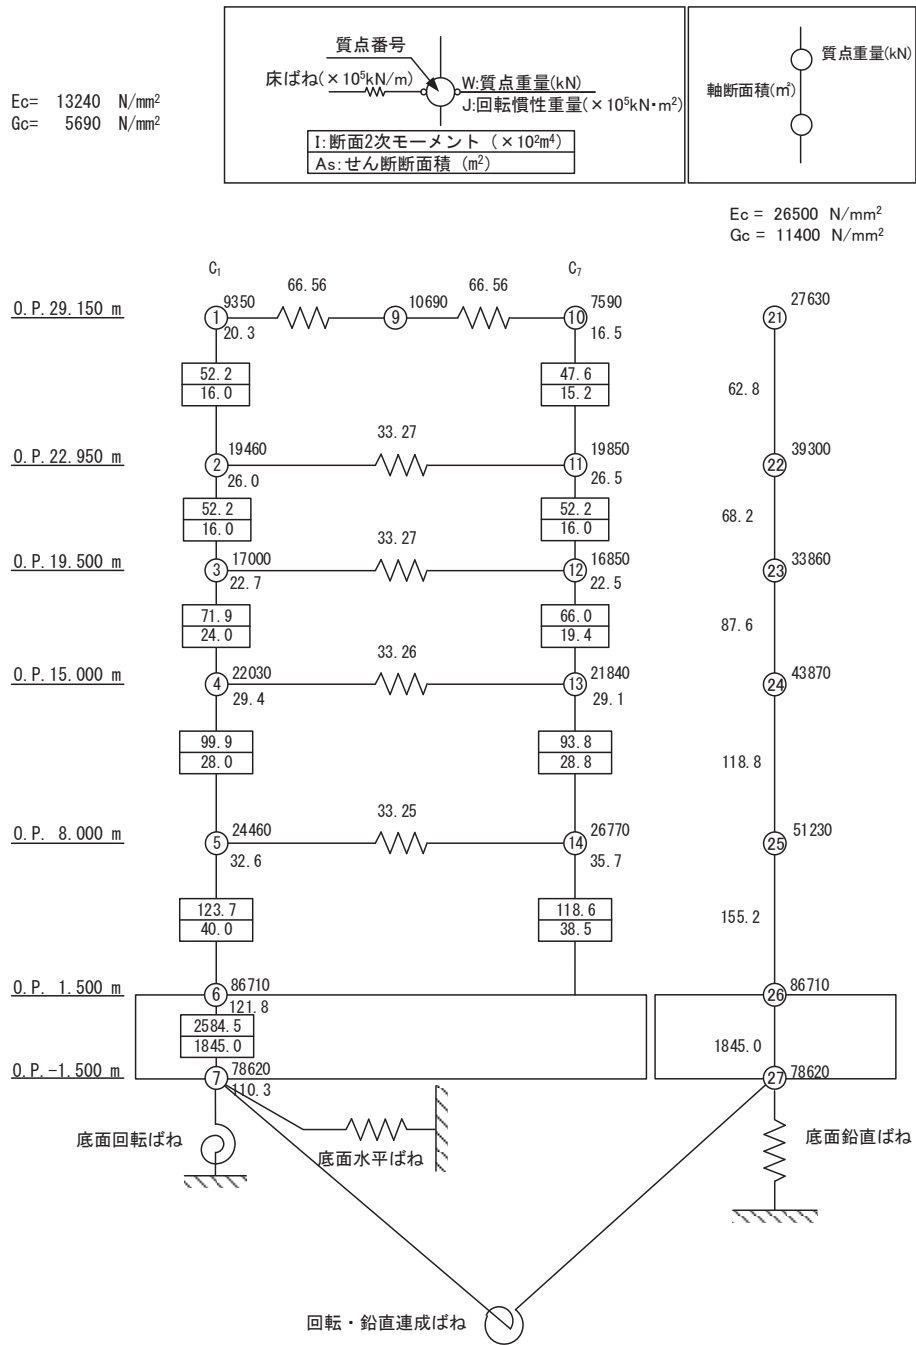 質点番号
床ばね(×10⁵kN/m)
W:質点重量(kN)
J:回転慣性重量(×10⁵kN・m²)
I:断面2次モーメント (×10²m⁴)
As:せん断断面積 (m²)
質点重量(kN)
軸断面積(㎡)
Ec= 13240 N/mm²
Gc= 5690 N/mm²
Ec = 26500 N/mm²
Gc = 11400 N/mm²
C₁ C₇
66.56 66.56
O.P.29.150 m ① 9350 ⑨ 10690 ⑩ 7590 ㉑ 27630
20.3 16.5
52.2 47.6
16.0 15.2 62.8
33.27
O.P.22.950 m ② 19460 ⑪ 19850 ㉒ 39300
26.0 26.5
52.2 52.2
16.0 16.0 68.2
33.27
O.P.19.500 m ③ 17000 ⑫ 16850 ㉓ 33860
22.7 22.5
71.9 66.0
24.0 19.4 87.6
33.26
O.P.15.000 m ④ 22030 ⑬ 21840 ㉔ 43870
29.4 29.1
99.9 93.8
28.0 28.8 118.8
33.25
O.P. 8.000 m ⑤ 24460 ⑭ 26770 ㉕ 51230
32.6 35.7
123.7 118.6
40.0 38.5 155.2
O.P. 1.500 m ⑥ 86710 ㉖ 86710
121.8
2584.5
1845.0 1845.0
O.P.-1.500 m ⑦ 78620 ㉗ 78620
110.3
底面回転ばね
底面水平ばね
底面鉛直ばね
回転・鉛直連成ばね